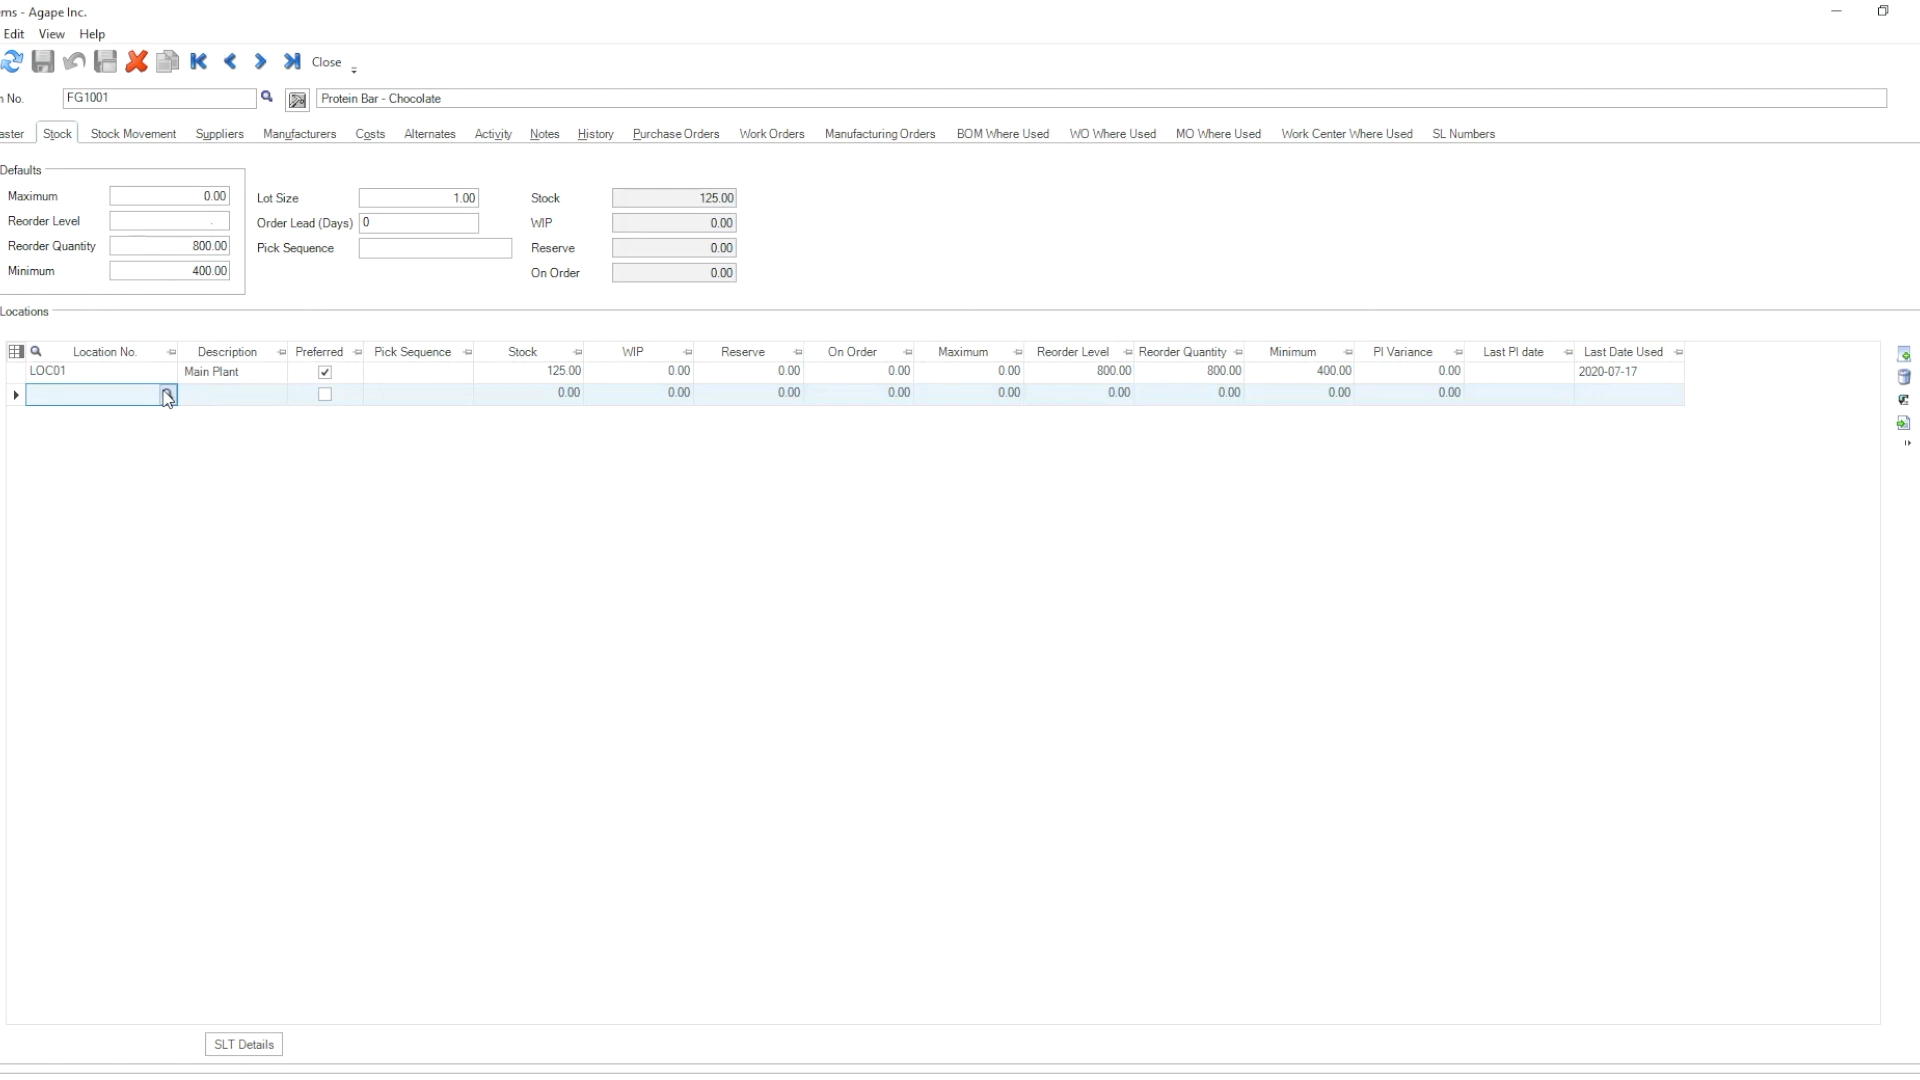 ms - Agape Inc.
Edit View Help
Close
No. FG1001 Protein Bar - Chocolate
aster Stock Stock Movement Suppliers Manufacturers Costs Alternates Activity Notes History Purchase Orders Work Orders Manufacturing Orders BOM Where Used WO Where Used MO Where Used Work Center Where Used SL Numbers
Defaults
Maximum 0.00 Lot Size 1.00 Stock 125.00
Reorder Level . Order Lead (Days) 0 WIP 0.00
Reorder Quantity 800.00 Pick Sequence Reserve 0.00
Minimum 400.00 On Order 0.00
Locations
Location No. Description Preferred Pick Sequence Stock WIP Reserve On Order Maximum Reorder Level Reorder Quantity Minimum PI Variance Last PI date Last Date Used
LOC01 Main Plant 125.00 0.00 0.00 0.00 0.00 800.00 800.00 400.00 0.00 2020-07-17
0.00 0.00 0.00 0.00 0.00 0.00 0.00 0.00 0.00
SLT Details